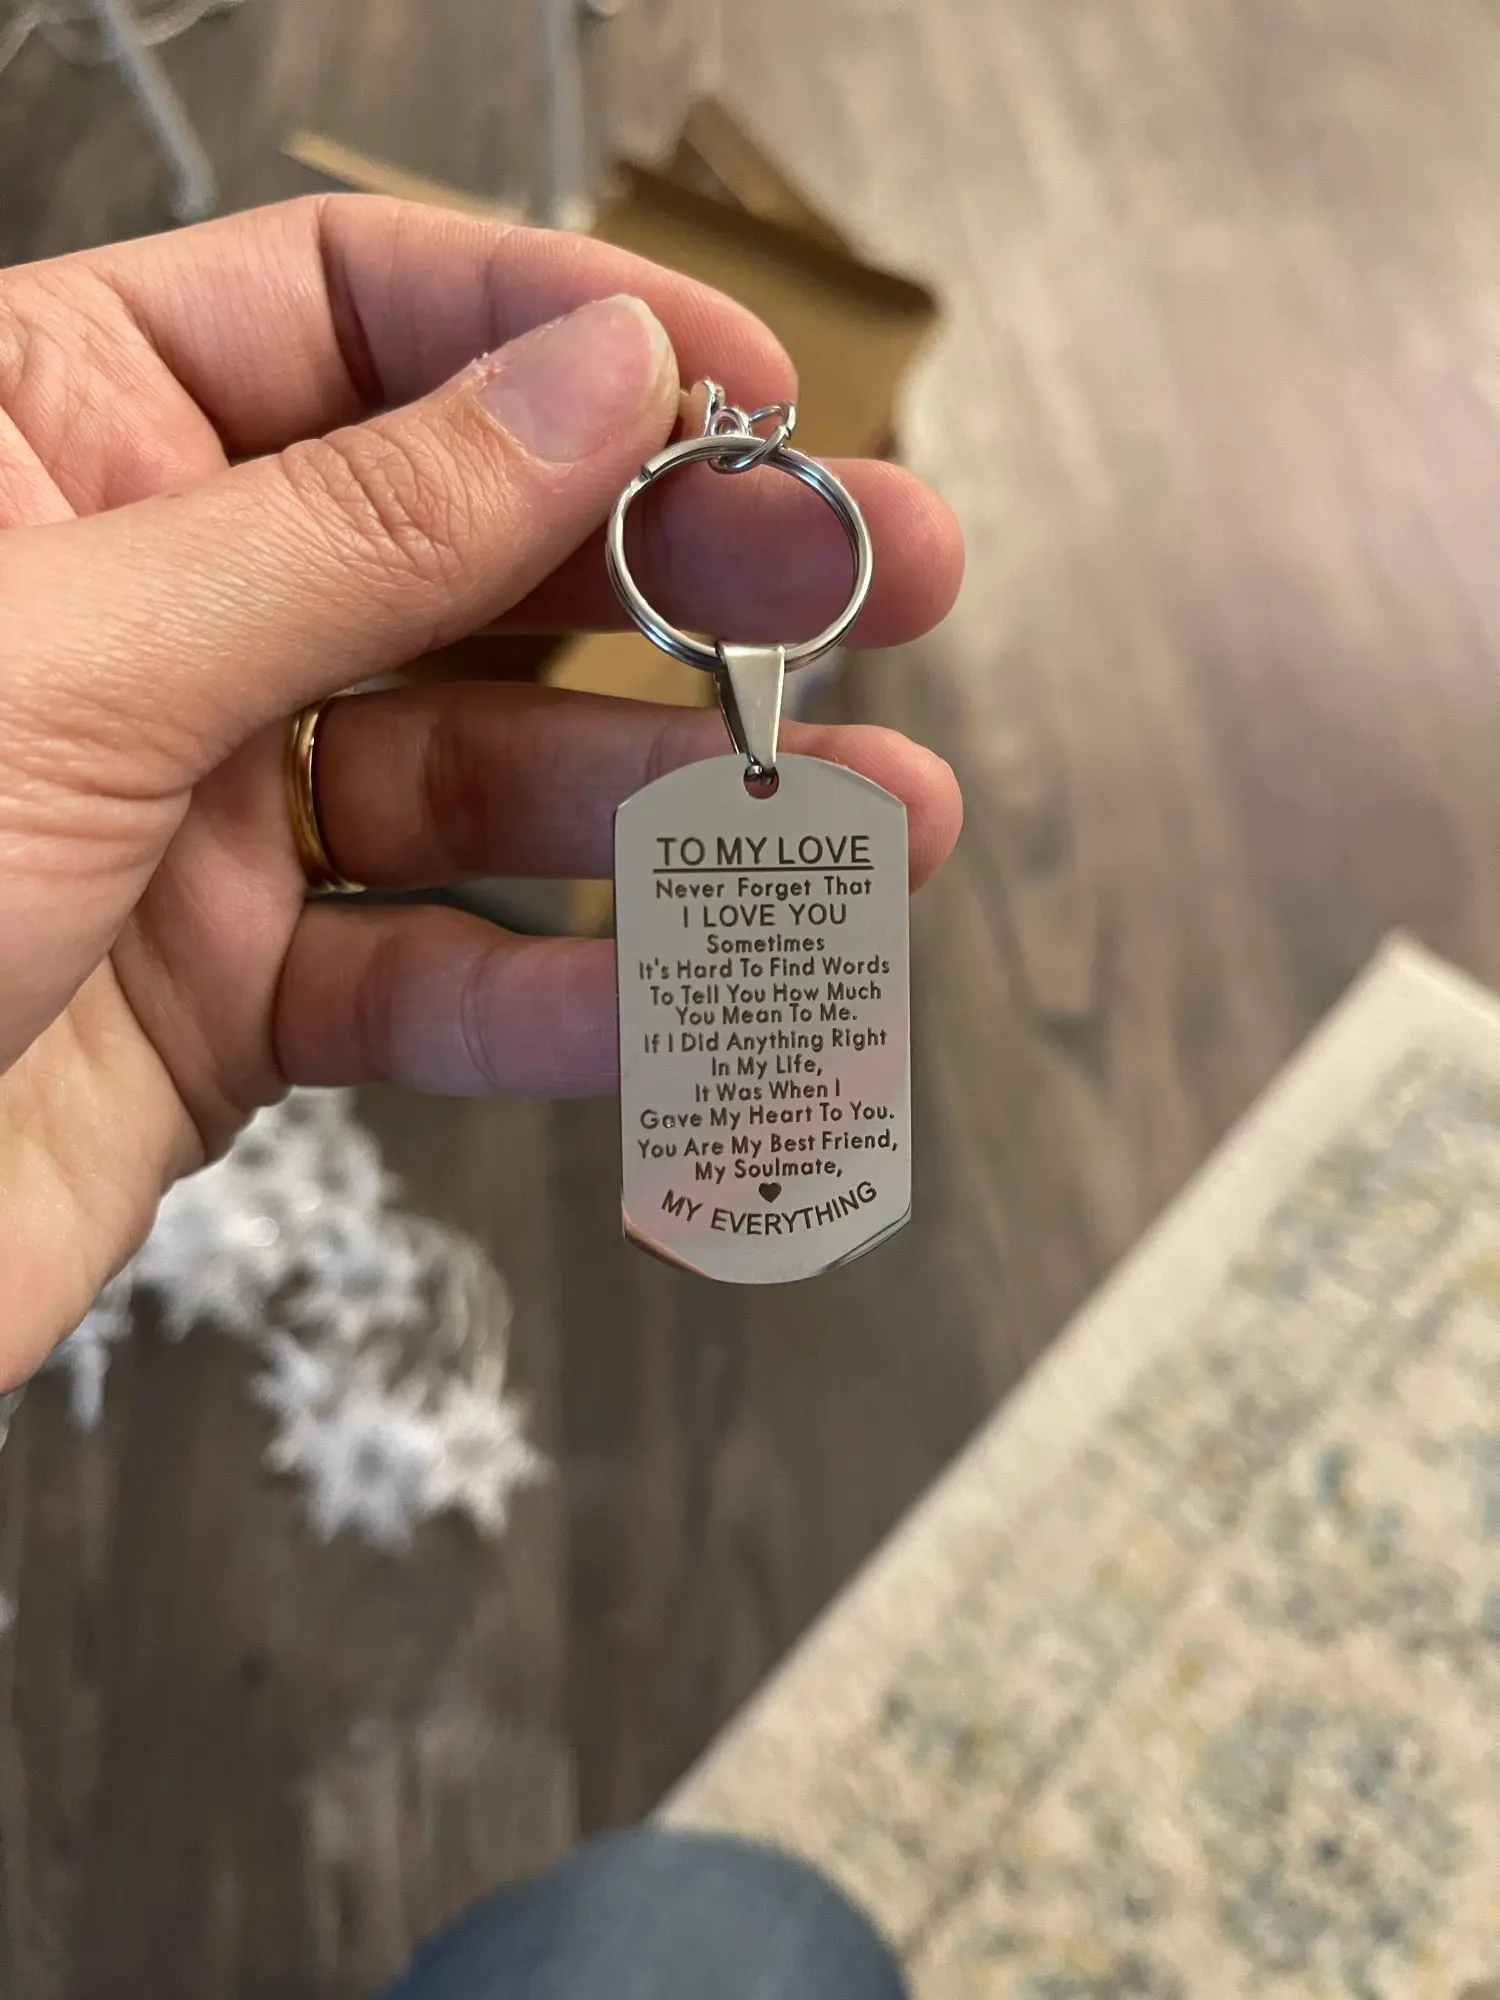 TO MY LOVE
Never Forget That
I LOVE YOU
Sometimes
It's Hard To Find Words
To Tell You How Much
You Mean To Me.
If I Did Anything Right
In My Life,
It Was When I
Gave My Heart To You.
You Are My Best Friend,
My Soulmate,
MY EVERYTHING